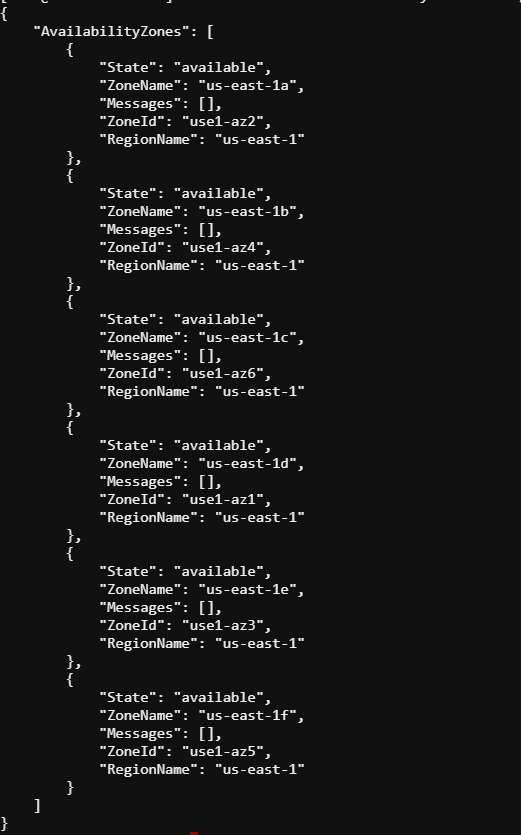 {
    "AvailabilityZones": [
        {
            "State": "available",
            "ZoneName": "us-east-1a",
            "Messages": [],
            "ZoneId": "use1-az2",
            "RegionName": "us-east-1"
        },
        {
            "State": "available",
            "ZoneName": "us-east-1b",
            "Messages": [],
            "ZoneId": "use1-az4",
            "RegionName": "us-east-1"
        },
        {
            "State": "available",
            "ZoneName": "us-east-1c",
            "Messages": [],
            "ZoneId": "use1-az6",
            "RegionName": "us-east-1"
        },
        {
            "State": "available",
            "ZoneName": "us-east-1d",
            "Messages": [],
            "ZoneId": "use1-az1",
            "RegionName": "us-east-1"
        },
        {
            "State": "available",
            "ZoneName": "us-east-1e",
            "Messages": [],
            "ZoneId": "use1-az3",
            "RegionName": "us-east-1"
        },
        {
            "State": "available",
            "ZoneName": "us-east-1f",
            "Messages": [],
            "ZoneId": "use1-az5",
            "RegionName": "us-east-1"
        }
    ]
}